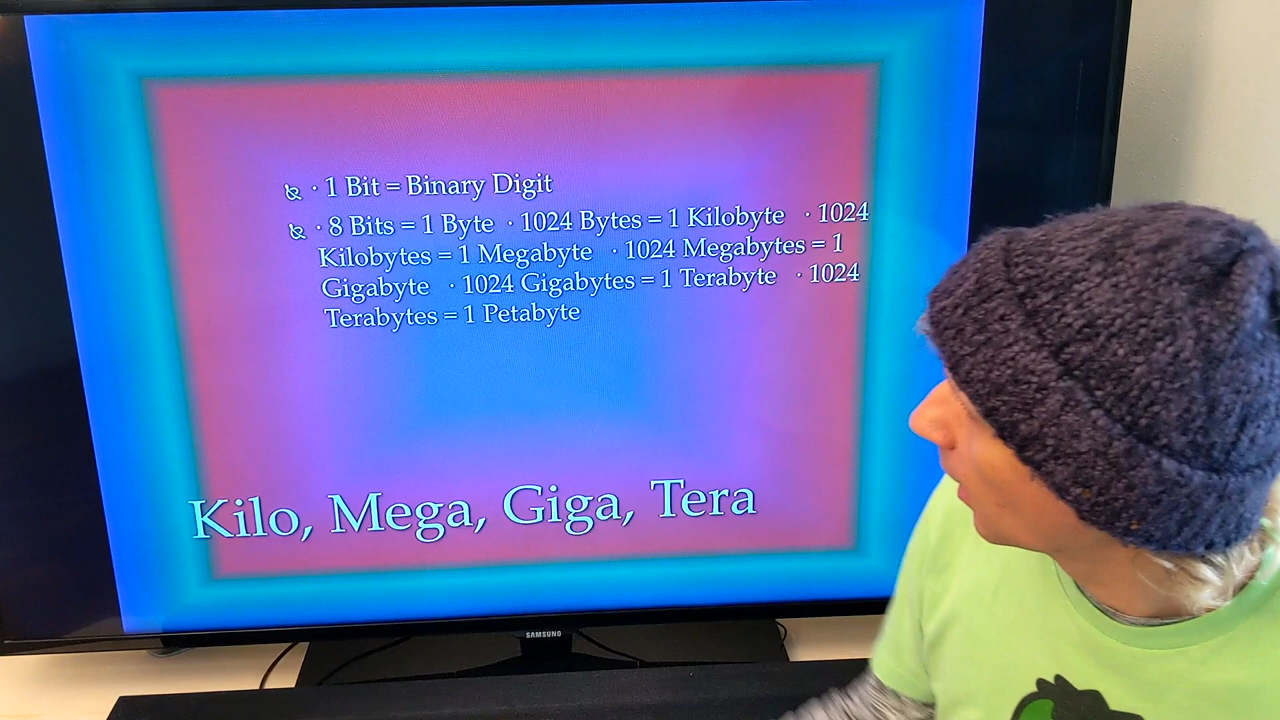 · 1 Bit = Binary Digit
· 8 Bits = 1 Byte · 1024 Bytes = 1 Kilobyte · 1024
Kilobytes = 1 Megabyte · 1024 Megabytes = 1
Gigabyte · 1024 Gigabytes = 1 Terabyte · 1024
Terabytes = 1 Petabyte
Kilo, Mega, Giga, Tera
SAMSUNG